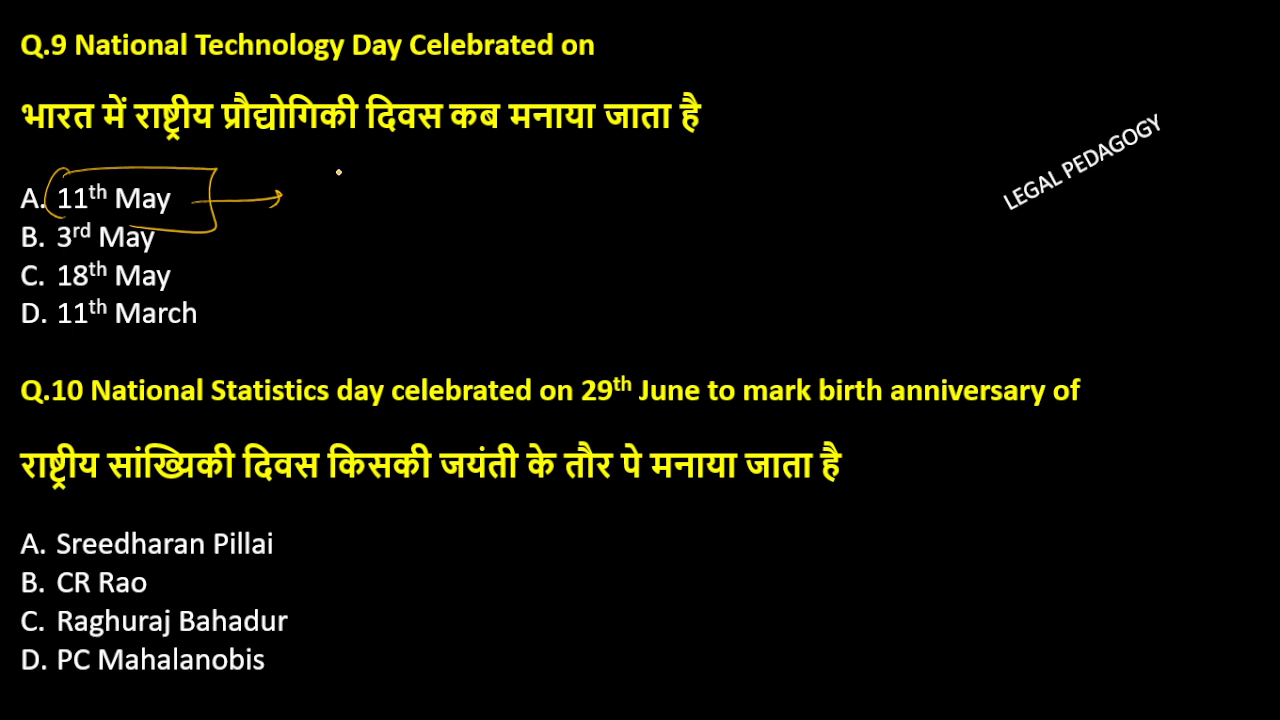 Q.9 National Technology Day Celebrated on
भारत में राष्ट्रीय प्रौद्योगिकी दिवस कब मनाया जाता है
LEGAL PEDAGOGY
A. 11th May
B. 3rd May
C. 18th May
D. 11th March
Q.10 National Statistics day celebrated on 29th June to mark birth anniversary of
राष्ट्रीय सांख्यिकी दिवस किसकी जयंती के तौर पे मनाया जाता है
A. Sreedharan Pillai
B. CR Rao
C. Raghuraj Bahadur
D. PC Mahalanobis